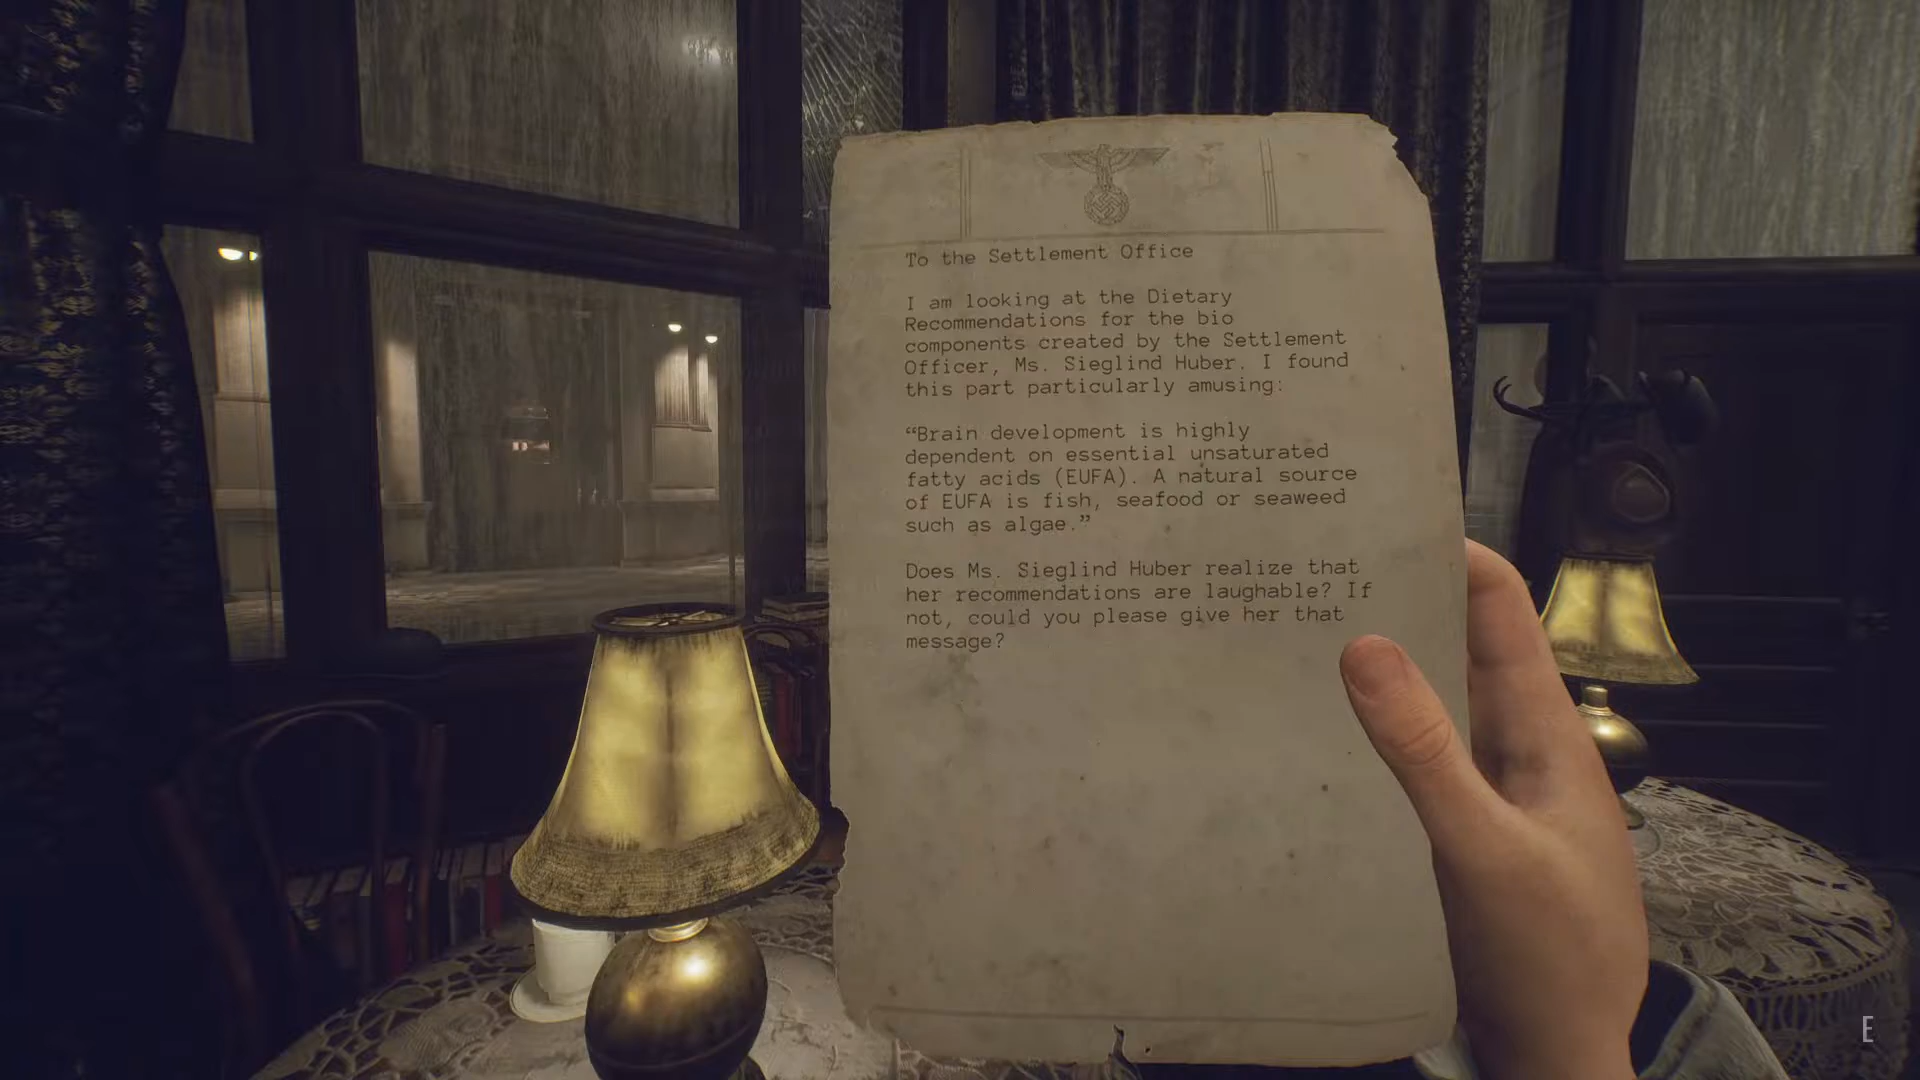 To the Settlement Office
I am looking at the Dietary
Recommendations for the bio
components created by the Settlement
Officer, Ms. Sieglind Huber. I found
this part particularly amusing:
“Brain development is highly
dependent on essential unsaturated
fatty acids (EUFA). A natural source
of EUFA is fish, seafood or seaweed
such as algae.”
Does Ms. Sieglind Huber realize that
her recommendations are laughable? If
not, could you please give her that
message?
E